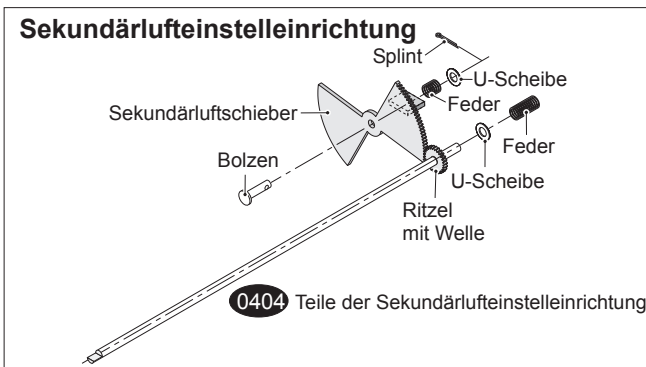 Sekundärlufteinstelleinrichtung
Splint
U-Scheibe
Feder
Sekundärluftschieber
Feder
Bolzen
U-Scheibe
Ritzel
mit Welle
0404 Teile der Sekundärlufteinstelleinrichtung